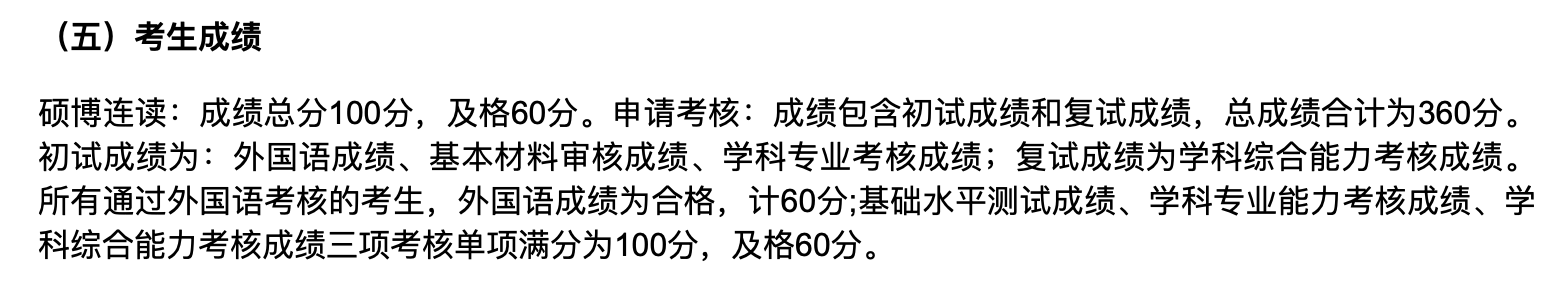 （五）考生成绩
硕博连读：成绩总分100分，及格60分。申请考核：成绩包含初试成绩和复试成绩，总成绩合计为360分。
初试成绩为：外国语成绩、基本材料审核成绩、学科专业考核成绩；复试成绩为学科综合能力考核成绩。
所有通过外国语考核的考生，外国语成绩为合格，计60分;基础水平测试成绩、学科专业能力考核成绩、学
科综合能力考核成绩三项考核单项满分为100分，及格60分。